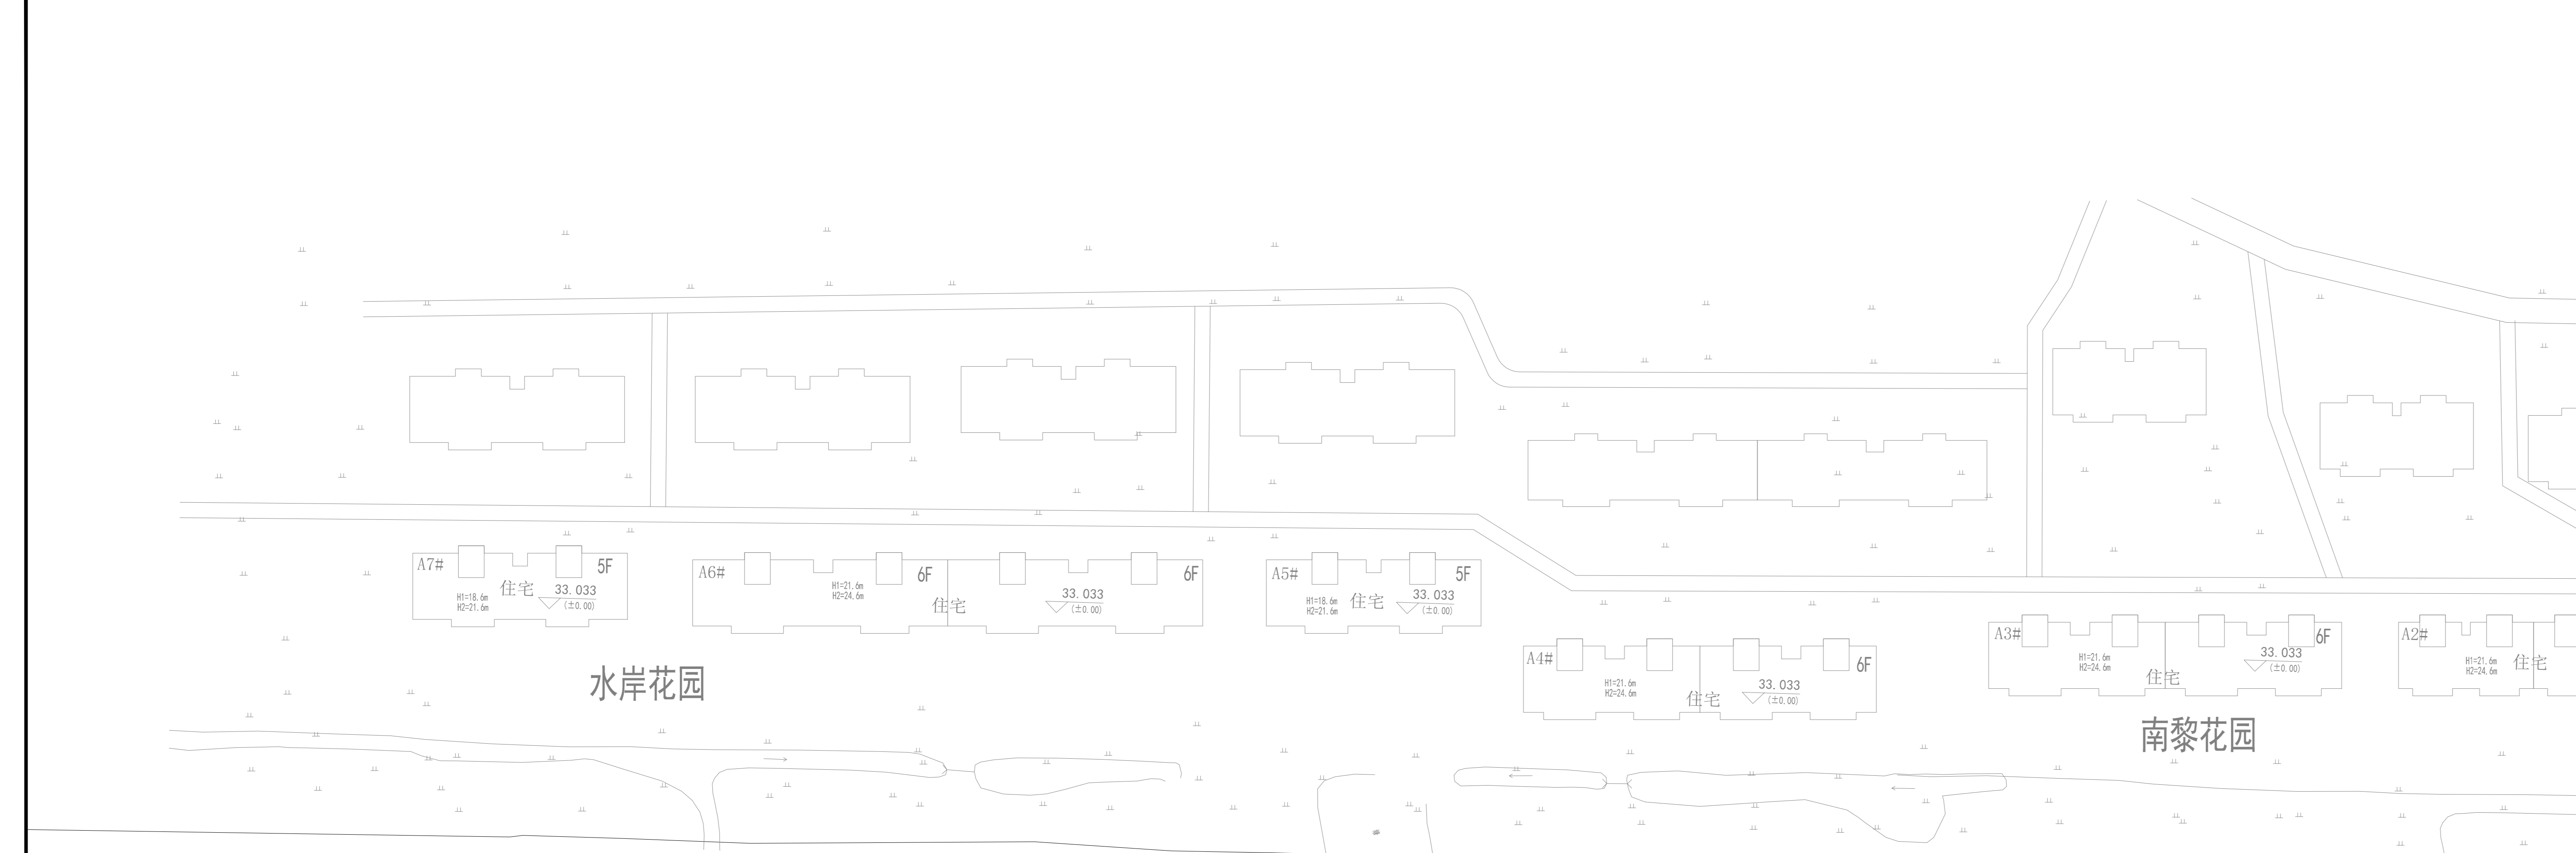 A7#
5F
住宅
33.033
(±0.00)
H1=18.6m
H2=21.6m
A6#
H1=21.6m
H2=24.6m
6F
住宅
33.033
(±0.00)
6F
A5#
5F
住宅
33.033
(±0.00)
H1=18.6m
H2=21.6m
A4#
H1=21.6m
H2=24.6m
住宅
33.033
(±0.00)
6F
A3#
H1=21.6m
H2=24.6m
住宅
33.033
(±0.00)
6F
A2#
H1=21.6m
H2=24.6m
住宅
水岸花园
南黎花园